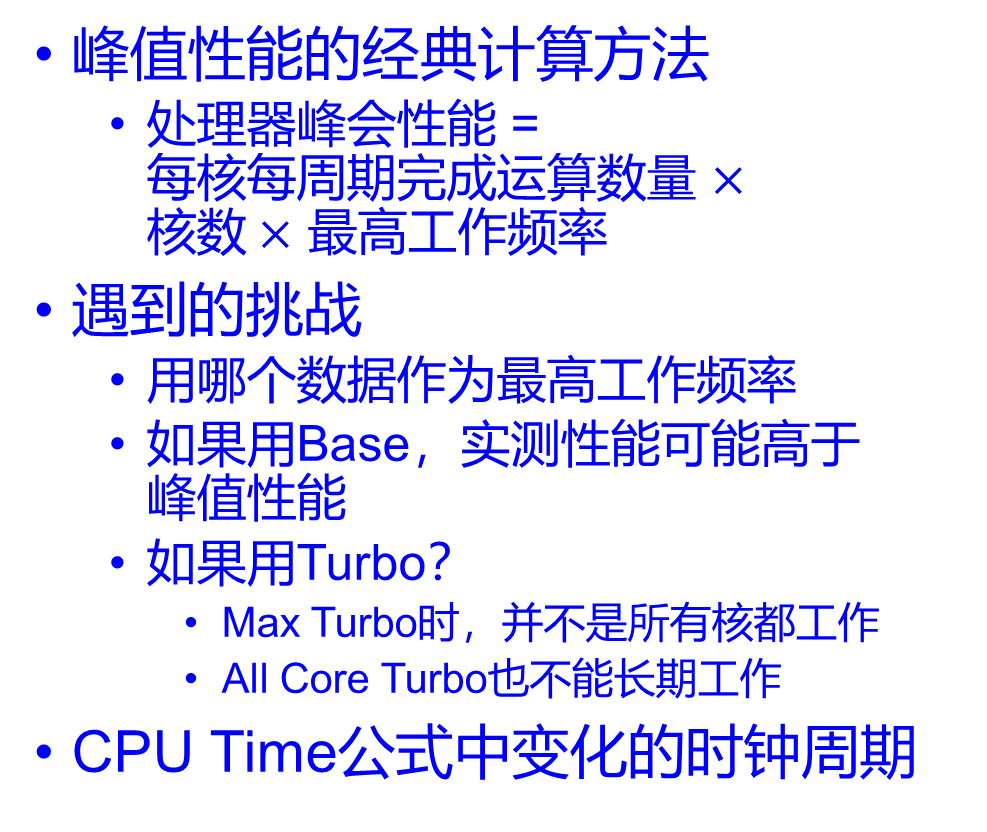 • 峰值性能的经典计算方法
• 处理器峰会性能 =
每核每周期完成运算数量 ×
核数 × 最高工作频率
• 遇到的挑战
• 用哪个数据作为最高工作频率
• 如果用Base，实测性能可能高于
峰值性能
• 如果用Turbo？
• Max Turbo时，并不是所有核都工作
• All Core Turbo也不能长期工作
• CPU Time公式中变化的时钟周期